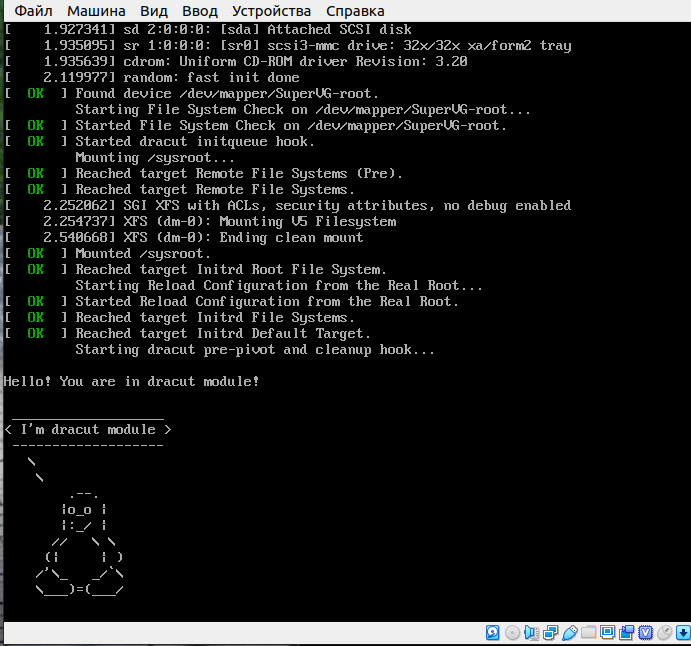 Файл Машина Вид Ввод Устройства Справка
[    1.927341] sd 2:0:0:0: [sda] Attached SCSI disk
[    1.935095] sr 1:0:0:0: [sr0] scsi3-mmc drive: 32x/32x xa/form2 tray
[    1.935639] cdrom: Uniform CD-ROM driver Revision: 3.20
[    2.119977] random: fast init done
[  OK  ] Found device /dev/mapper/SuperVG-root.
         Starting File System Check on /dev/mapper/SuperVG-root...
[  OK  ] Started File System Check on /dev/mapper/SuperVG-root.
[  OK  ] Started dracut initqueue hook.
         Mounting /sysroot...
[  OK  ] Reached target Remote File Systems (Pre).
[  OK  ] Reached target Remote File Systems.
[    2.252062] SGI XFS with ACLs, security attributes, no debug enabled
[    2.254737] XFS (dm-0): Mounting V5 Filesystem
[    2.540668] XFS (dm-0): Ending clean mount
[  OK  ] Mounted /sysroot.
[  OK  ] Reached target Initrd Root File System.
         Starting Reload Configuration from the Real Root...
[  OK  ] Started Reload Configuration from the Real Root.
[  OK  ] Reached target Initrd File Systems.
[  OK  ] Reached target Initrd Default Target.
         Starting dracut pre-pivot and cleanup hook...
Hello! You are in dracut module!
 ___________________
< I'm dracut module >
 -------------------
   \
    \
        .--.
       |o_o |
       |:_/ |
      //   \ \
     (|     | )
    /'\_   _/`\
    \___)=(___/